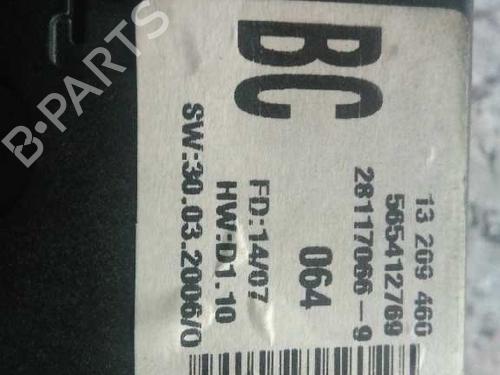 BC
13 209 460
565412769
28117066-9
064
FD:14/07
HW:D1.10
SW:30.03.2006/0
B-PARTS